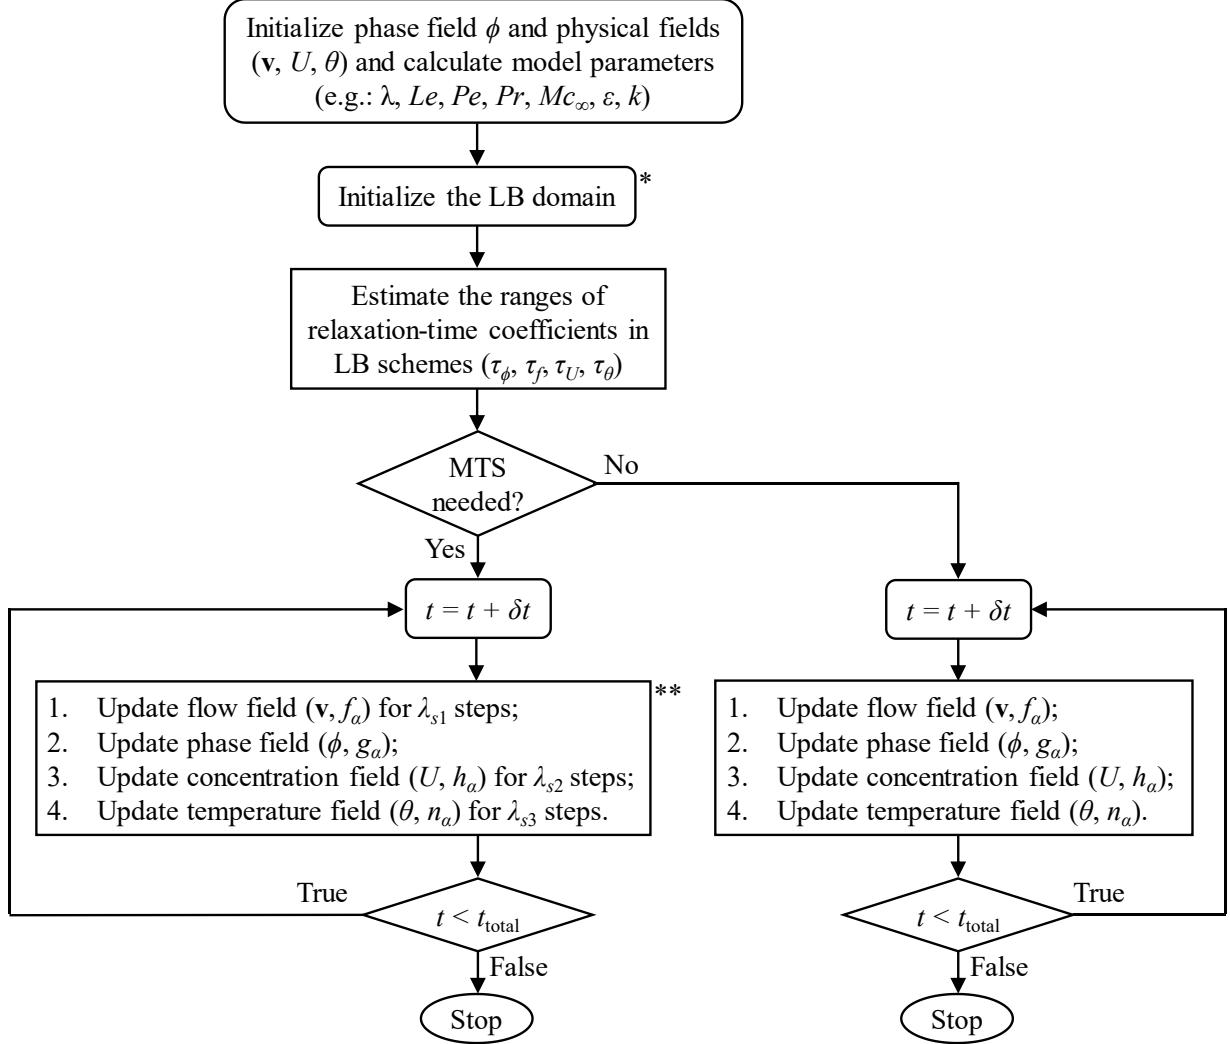 Initialize phase field ϕ and physical fields
(v, U, θ) and calculate model parameters
(e.g.: λ, Le, Pe, Pr, Mc∞, ε, k)
Initialize the LB domain
*
Estimate the ranges of
relaxation-time coefficients in
LB schemes (τϕ, τf, τU, τθ)
MTS
needed?
No
Yes
t = t + δt
t = t + δt
**
1. Update flow field (v, fα) for λs1 steps;
2. Update phase field (ϕ, gα);
3. Update concentration field (U, hα) for λs2 steps;
4. Update temperature field (θ, nα) for λs3 steps.
1. Update flow field (v, fα);
2. Update phase field (ϕ, gα);
3. Update concentration field (U, hα);
4. Update temperature field (θ, nα).
True
t < ttotal
False
Stop
t < ttotal
True
False
Stop